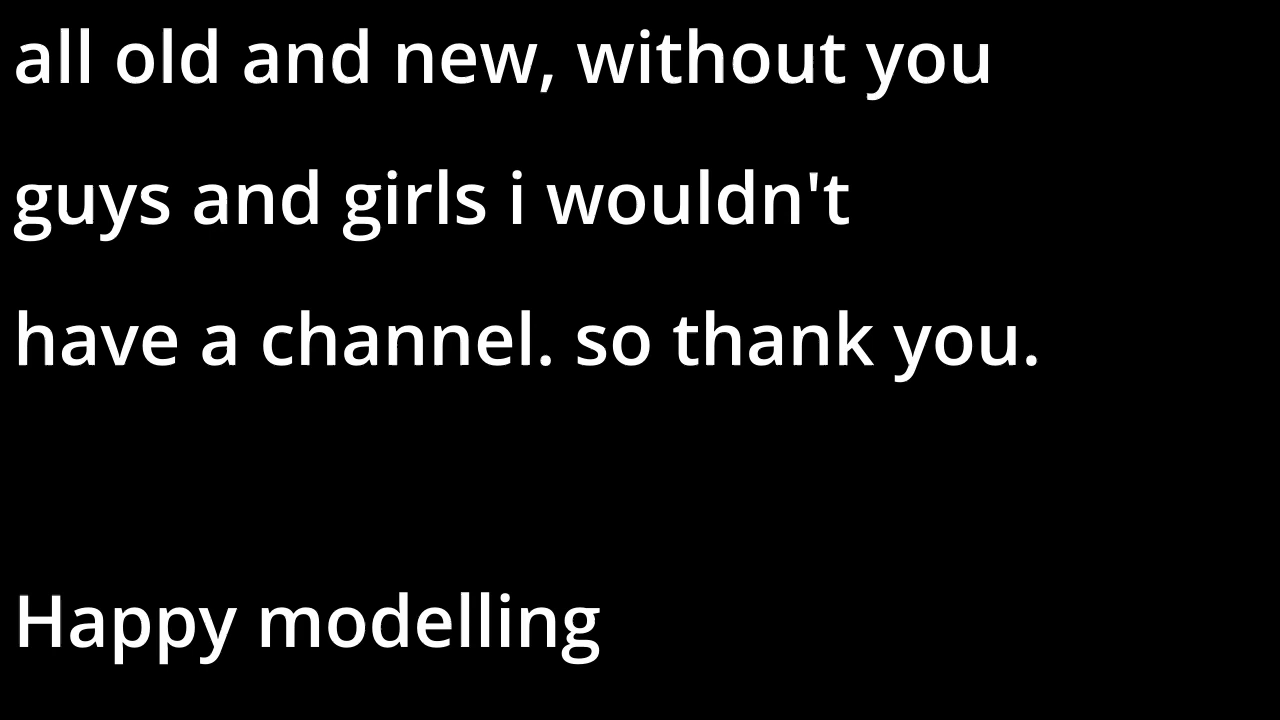 all old and new, without you
guys and girls i wouldn't
have a channel. so thank you.
Happy modelling